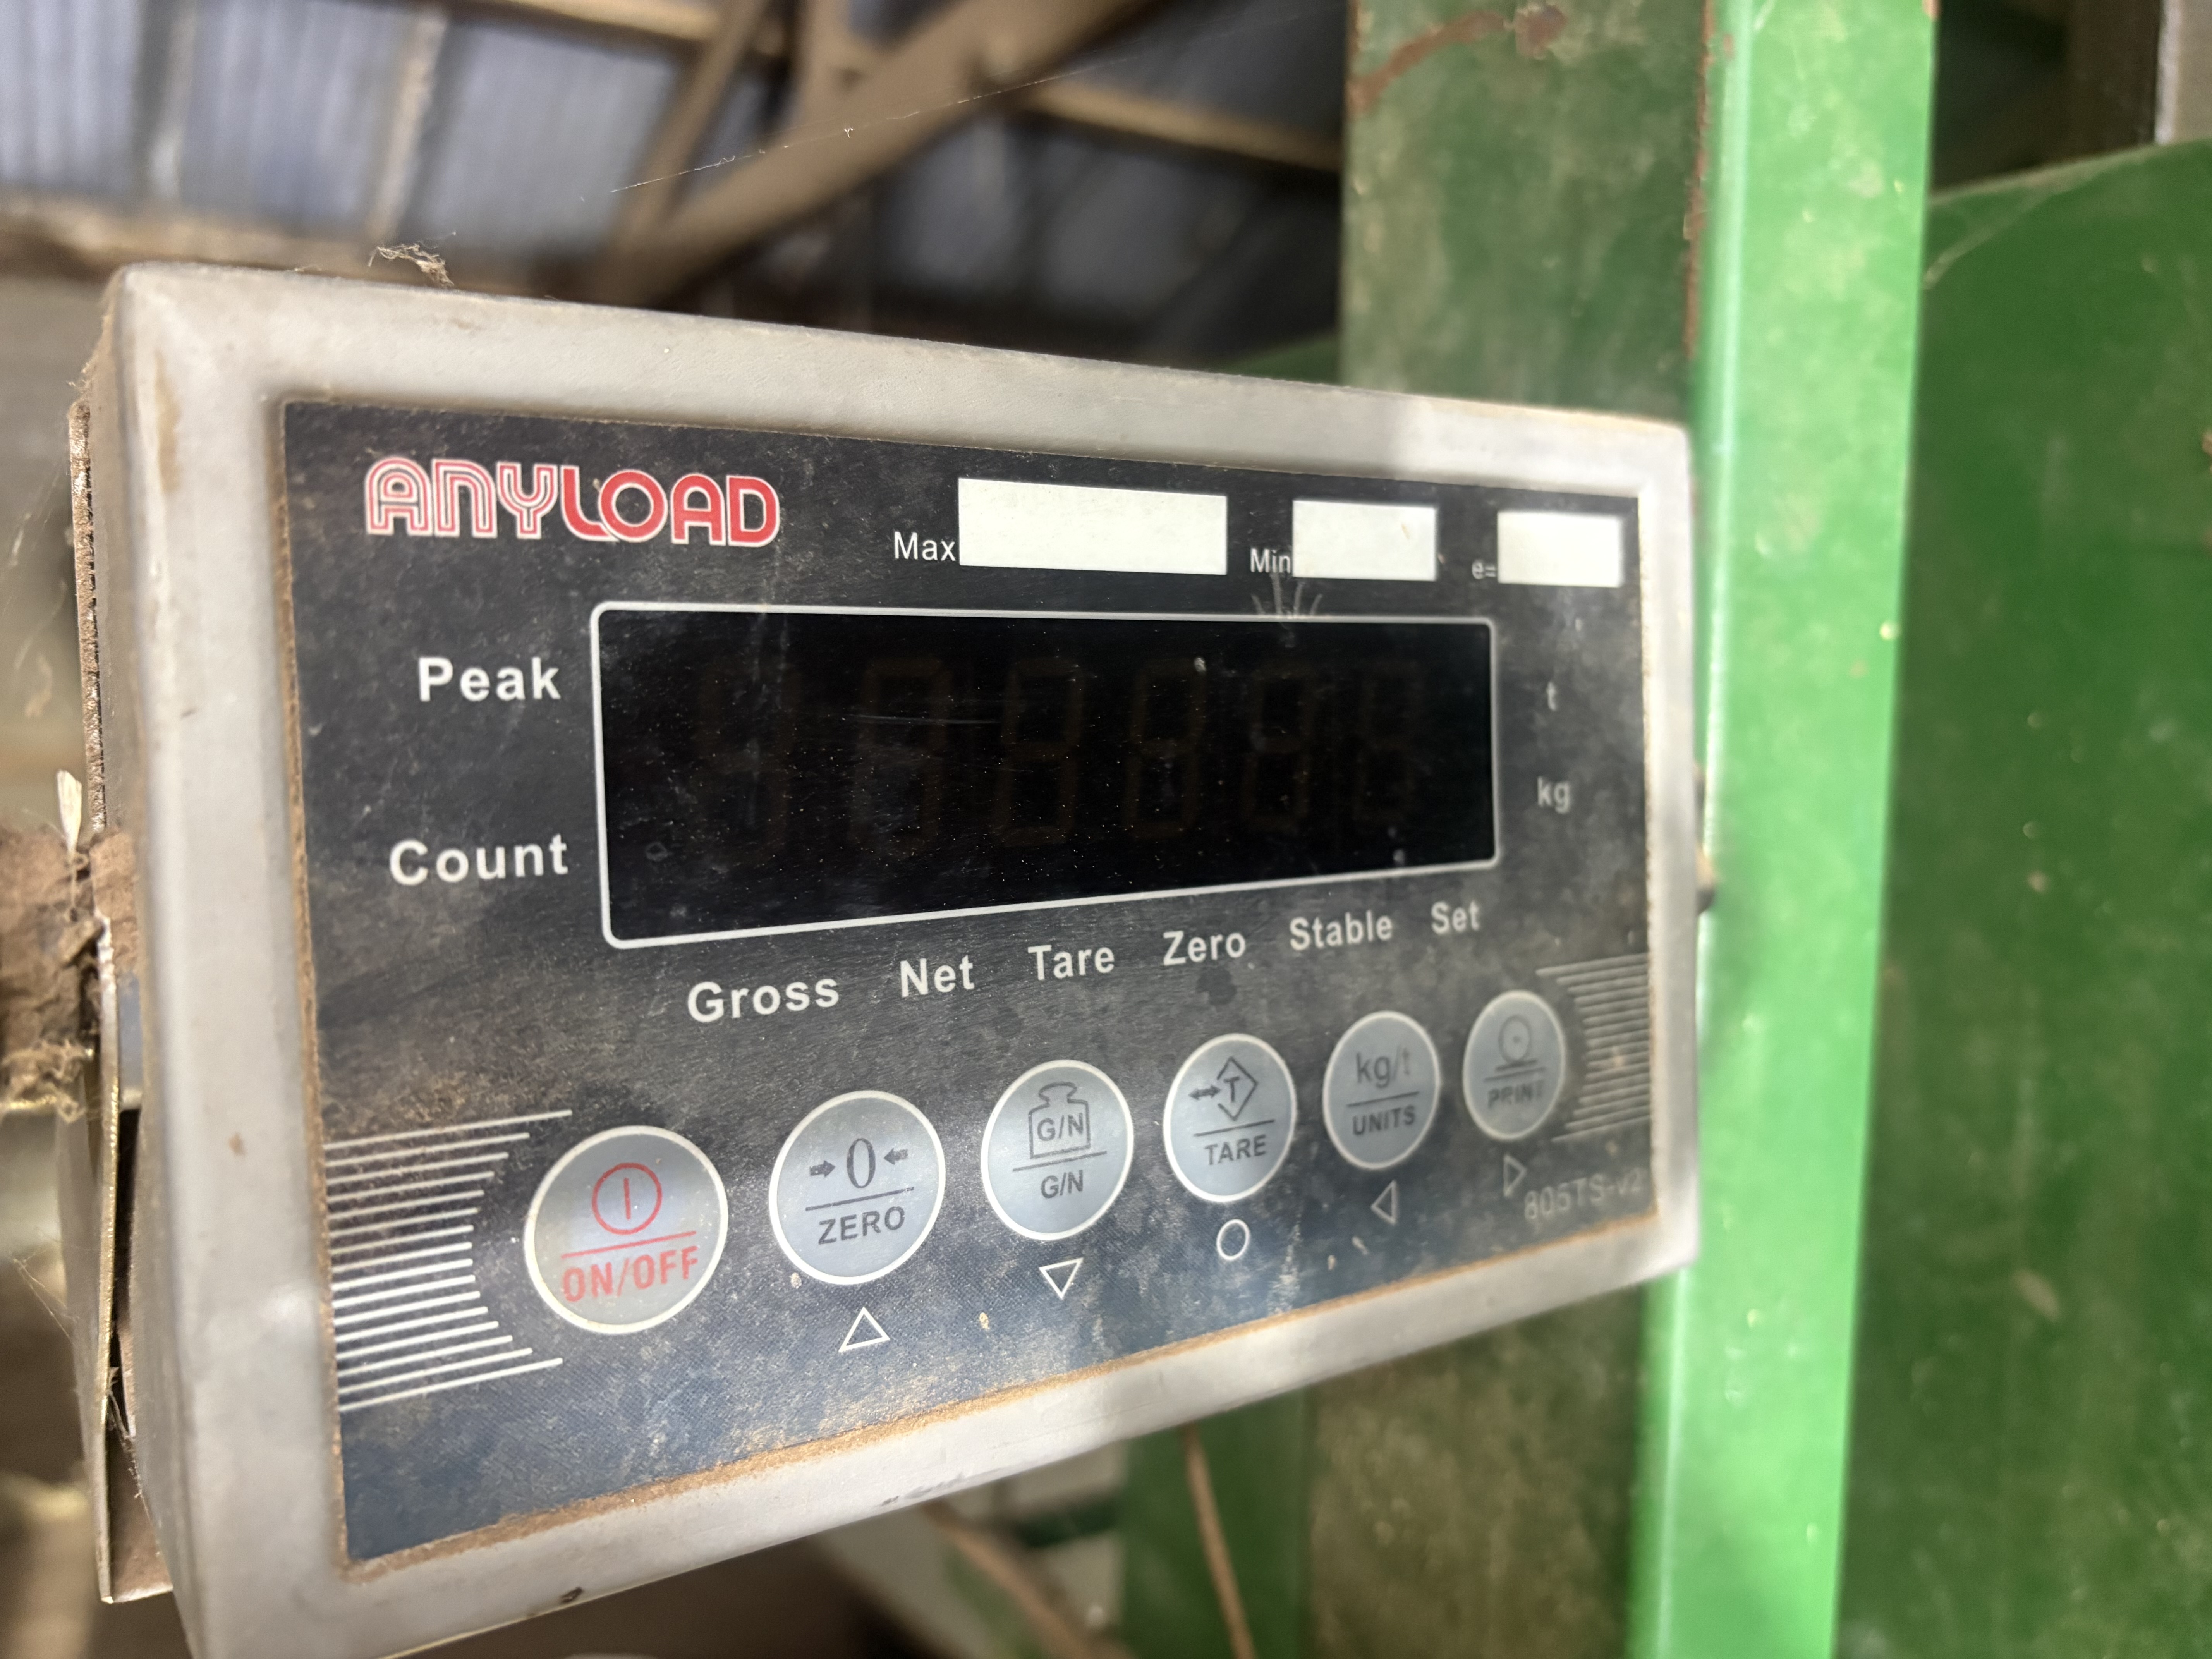 ANYLOAD
Max Min e=
Peak t
kg
Count
Gross Net Tare Zero Stable Set
ON/OFF
→0←
ZERO
G/N
G/N
T
TARE
kg/t
UNITS
PRINT
805TS-v2